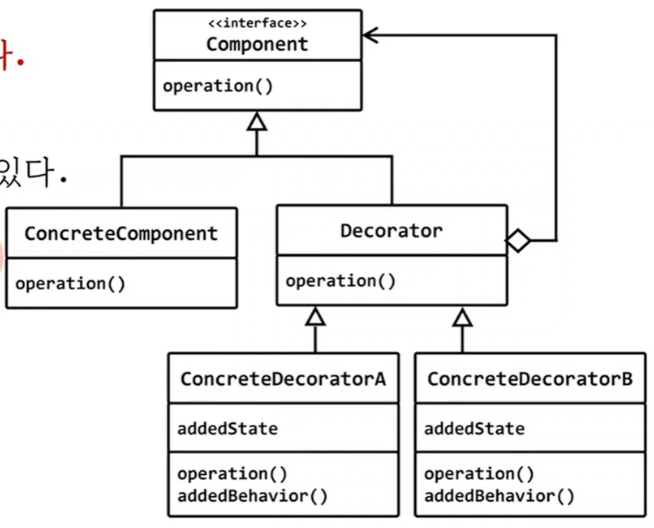 다.
있다.
<<interface>>
Component
operation()
ConcreteComponent
operation()
Decorator
operation()
ConcreteDecoratorA
addedState
operation()
addedBehavior()
ConcreteDecoratorB
addedState
operation()
addedBehavior()